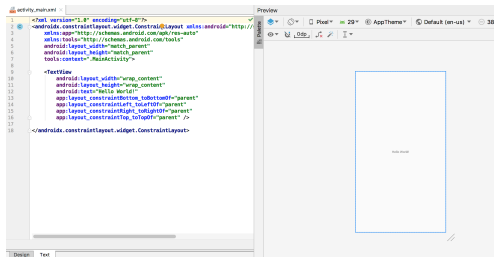 activity_main.xml
1 <?xml version="1.0" encoding="utf-8"?>
2 <androidx.constraintlayout.widget.ConstraintLayout xmlns:android="http:/
3 xmlns:app="http://schemas.android.com/apk/res-auto"
4 xmlns:tools="http://schemas.android.com/tools"
5 android:layout_width="match_parent"
6 android:layout_height="match_parent"
7 tools:context=".MainActivity">
8
9 <TextView
10 android:layout_width="wrap_content"
11 android:layout_height="wrap_content"
12 android:text="Hello World!"
13 app:layout_constraintBottom_toBottomOf="parent"
14 app:layout_constraintLeft_toLeftOf="parent"
15 app:layout_constraintRight_toRightOf="parent"
16 app:layout_constraintTop_toTopOf="parent" />
17
18 </androidx.constraintlayout.widget.ConstraintLayout>
Design Text
Palette
Preview
Pixel 29 AppTheme Default (en-us) 38
0dp
Hello World!